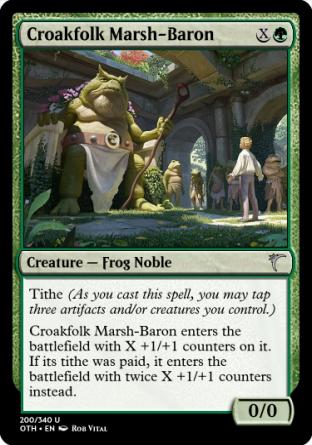 Croakfolk Marsh-Baron
X
Creature — Frog Noble
Tithe (As you cast this spell, you may tap
three artifacts and/or creatures you control.)
Croakfolk Marsh-Baron enters the
battlefield with X +1/+1 counters on it.
If its tithe was paid, it enters the
battlefield with twice X +1/+1 counters
instead.
0/0
200/340 U
OTH • EN Rob Vital